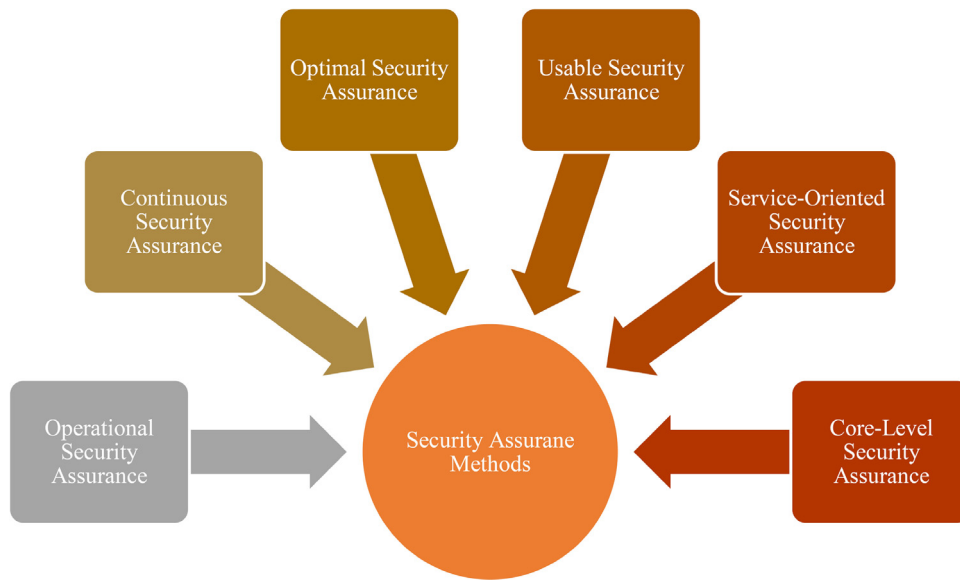 Optimal Security
Assurance
Usable Security
Assurance
Continuous
Security
Assurance
Service-Oriented
Security
Assurance
Operational
Security
Assurance
Security Assurane
Methods
Core-Level
Security
Assurance